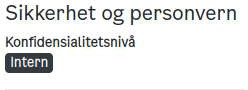 Sikkerhet og personvern
Konfidensialitetsnivå
Intern